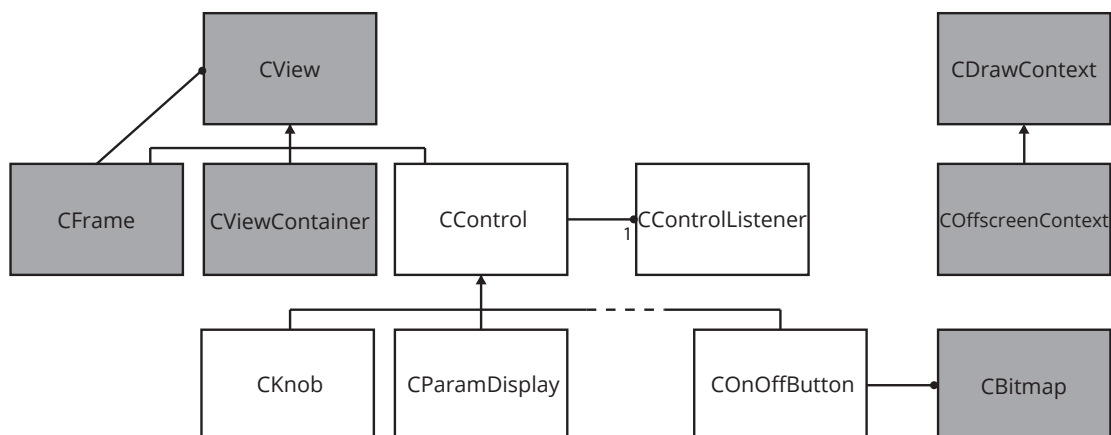 CView
CDrawContext
CFrame
CViewContainer
CControl
1
CControlListener
COffscreenContext
CKnob
CParamDisplay
COnOffButton
CBitmap